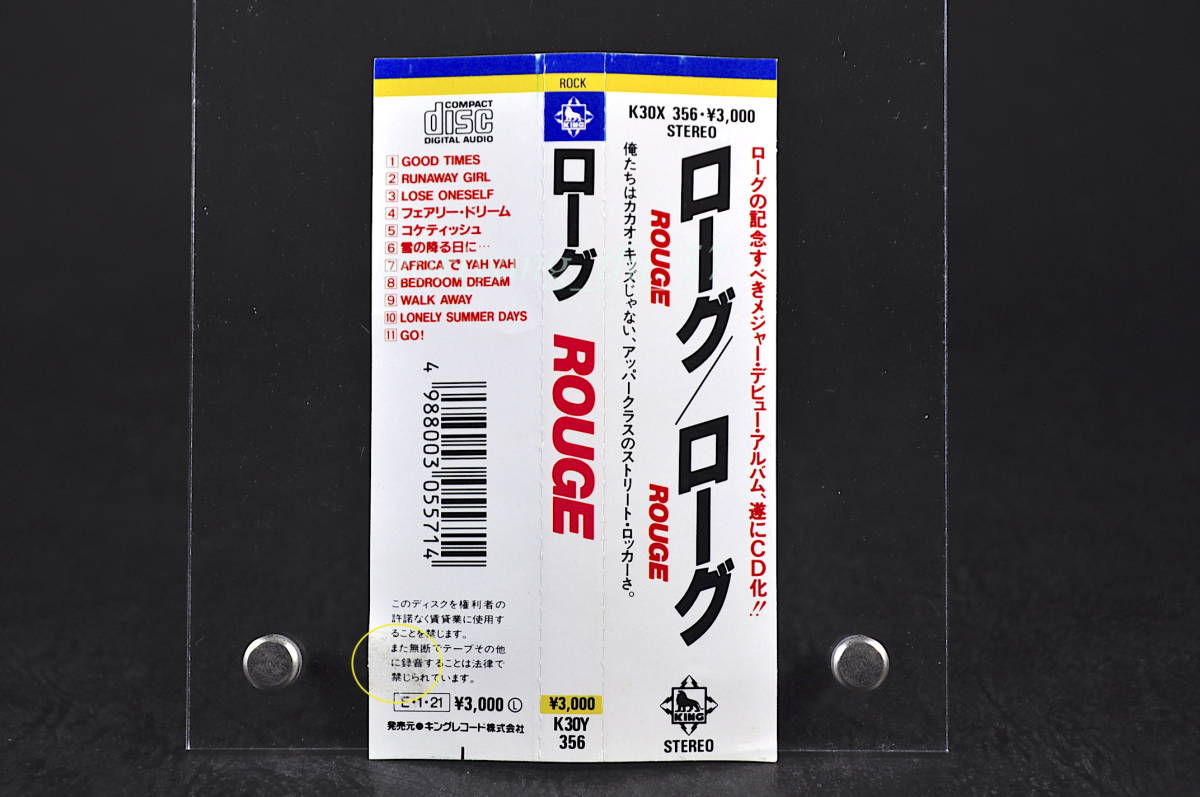 COMPACT
disc
DIGITAL AUDIO
1 GOOD TIMES
2 RUNAWAY GIRL
3 LOSE ONESELF
4 フェアリー・ドリーム
5 コケティッシュ
6 雪の降る日に…
7 AFRICA で YAH YAH
8 BEDROOM DREAM
9 WALK AWAY
10 LONELY SUMMER DAYS
11 GO!
4 988003 055714
このディスクを権利者の
許諾なく賃貸業に使用す
ることを禁じます。
また無断でテープその他
に録音することは法律で
禁じられています。
E・1・21 ¥3,000 Ⓛ
発売元●キングレコード株式会社
ROCK
KING
ローグ ROUGE
¥3,000
K30Y
356
K30X 356・¥3,000
STEREO
ローグの記念すべきメジャー・デビュー・アルバム、遂にCD化!!
ローグ/ローグ
ROUGE ROUGE
俺たちはカカオ・キッズじゃない、アッパークラスのストリート・ロッカーさ。
KING
STEREO